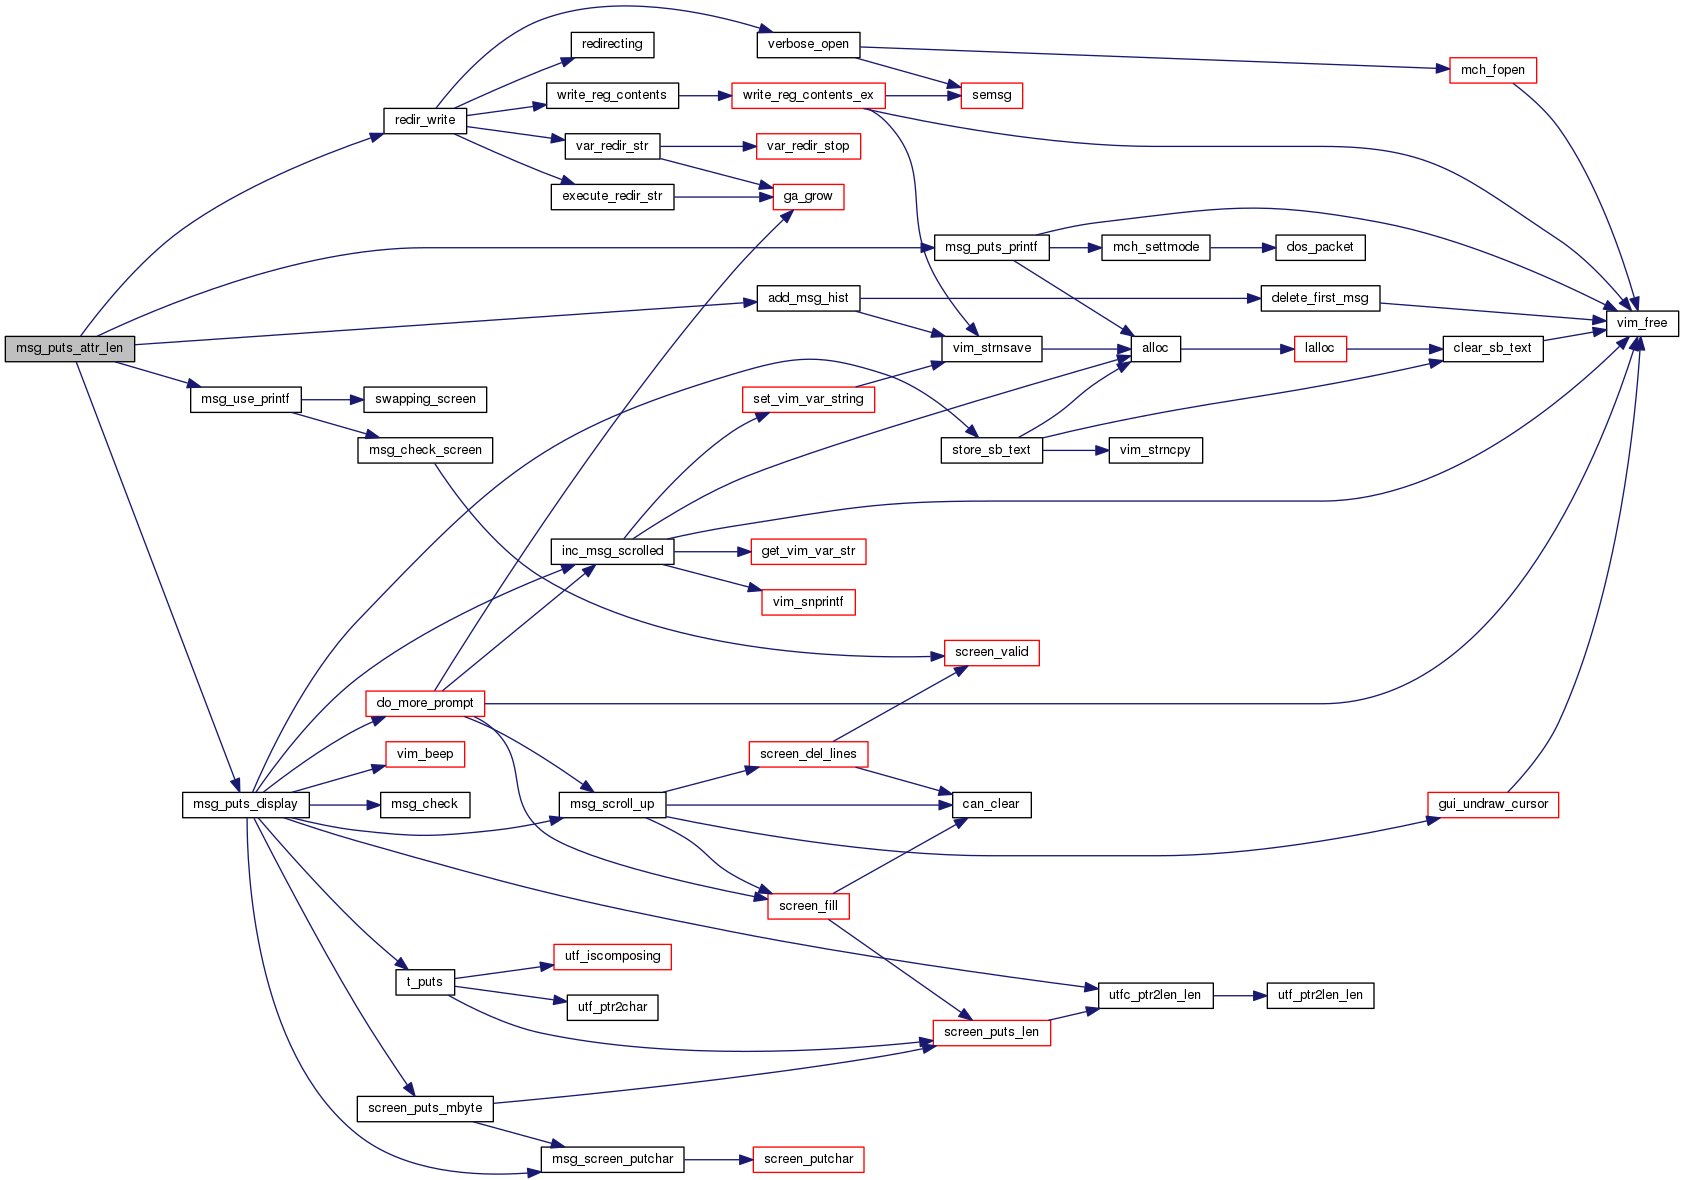 redirecting
verbose_open
mch_fopen
write_reg_contents
write_reg_contents_ex
semsg
redir_write
var_redir_str
var_redir_stop
execute_redir_str
ga_grow
msg_puts_printf
mch_settmode
dos_packet
add_msg_hist
delete_first_msg
vim_free
msg_puts_attr_len
vim_strnsave
alloc
lalloc
clear_sb_text
msg_use_printf
swapping_screen
set_vim_var_string
msg_check_screen
store_sb_text
vim_strncpy
inc_msg_scrolled
get_vim_var_str
vim_snprintf
screen_valid
do_more_prompt
vim_beep
screen_del_lines
msg_puts_display
msg_check
msg_scroll_up
can_clear
gui_undraw_cursor
screen_fill
utf_iscomposing
t_puts
utf_ptr2char
utfc_ptr2len_len
utf_ptr2len_len
screen_puts_len
screen_puts_mbyte
msg_screen_putchar
screen_putchar